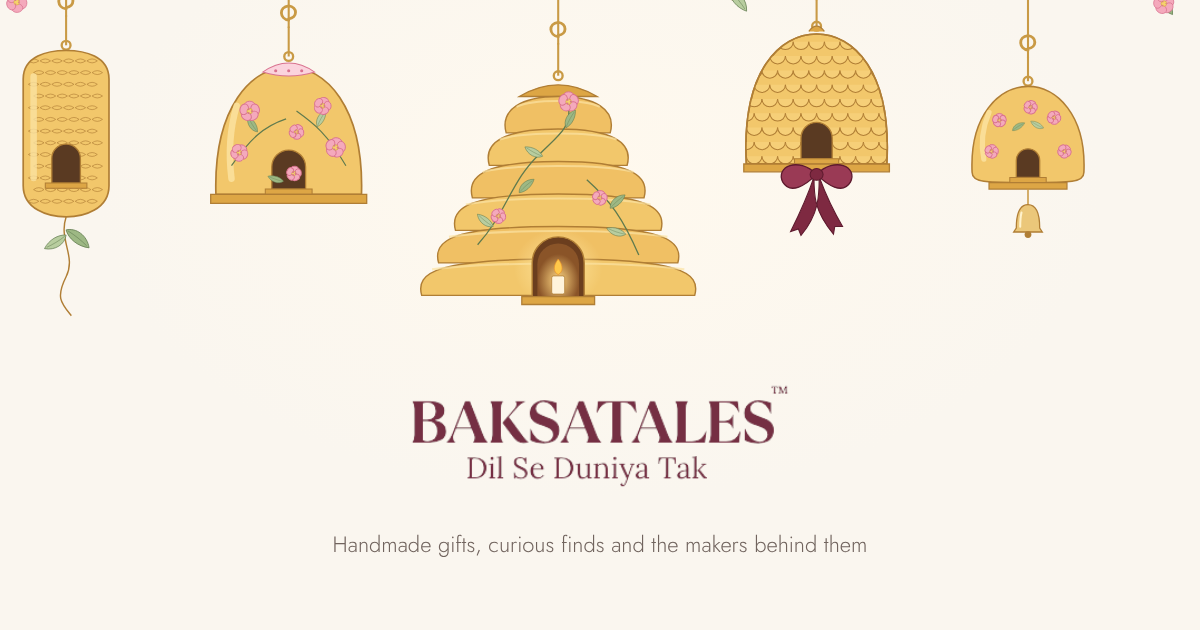 BAKSATALES™
Dil Se Duniya Tak
Handmade gifts, curious finds and the makers behind them